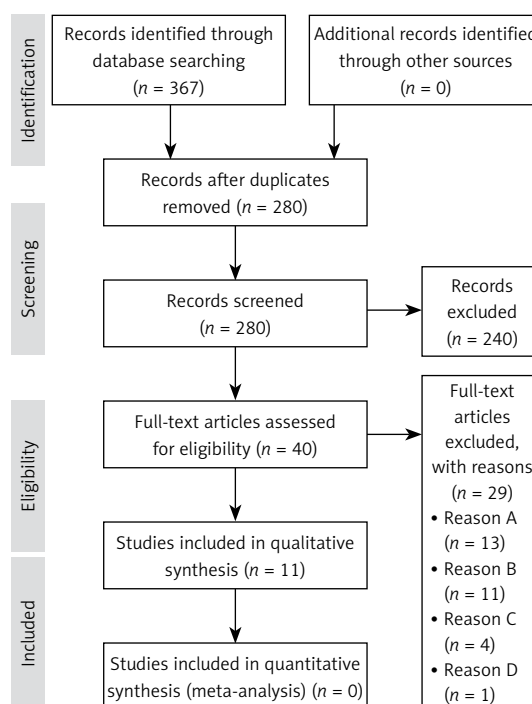 Identification
Records identified through
database searching
(n = 367)
Additional records identified
through other sources
(n = 0)
Records after duplicates
removed (n = 280)
Screening
Records screened
(n = 280)
Records
excluded
(n = 240)
Eligibility
Full-text articles assessed
for eligibility (n = 40)
Full-text
articles
excluded,
with reasons
(n = 29)
• Reason A
(n = 13)
• Reason B
(n = 11)
• Reason C
(n = 4)
• Reason D
(n = 1)
Studies included in qualitative
synthesis (n = 11)
Included
Studies included in quantitative
synthesis (meta-analysis) (n = 0)